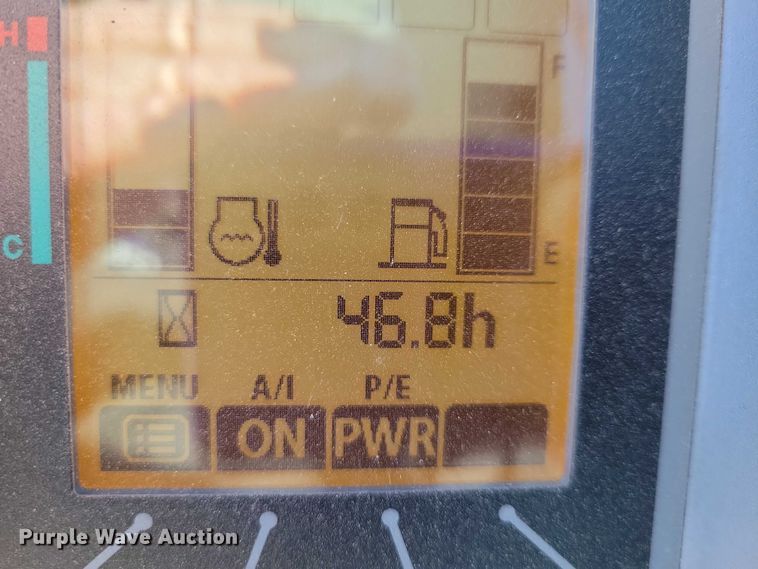 H
F
C
E
46.8h
MENU A/I P/E
ON PWR
Purple Wave Auction